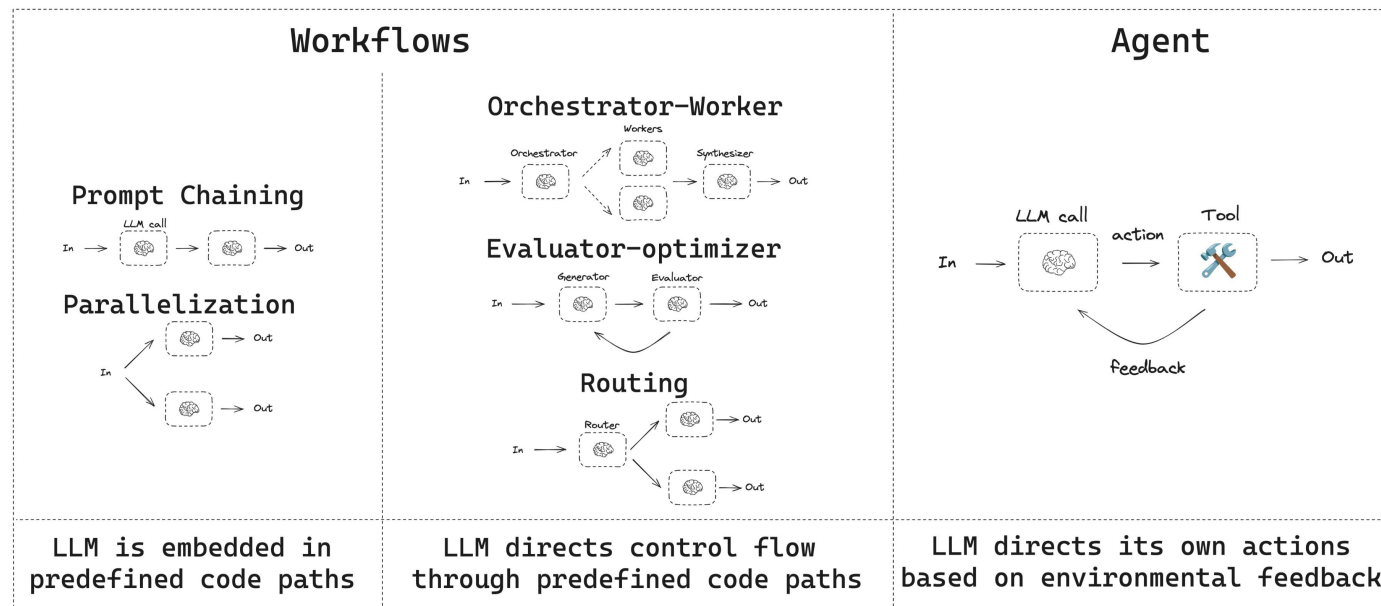 Workflows
Agent
Prompt Chaining
LLM call
In
Out
Parallelization
In
Out
Out
Orchestrator-Worker
Workers
Orchestrator
Synthesizer
In
Out
Evaluator-optimizer
Generator
Evaluator
In
Out
Routing
Router
In
Out
Out
LLM call
action
Tool
In
Out
feedback
LLM is embedded in
predefined code paths
LLM directs control flow
through predefined code paths
LLM directs its own actions
based on environmental feedback